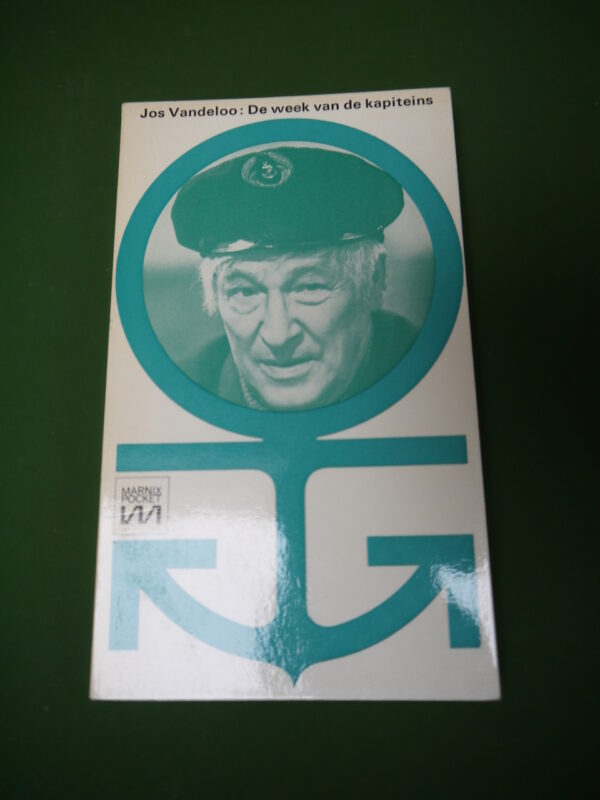 Jos Vandeloo: De week van de kapiteins
MARNIX
POCKET